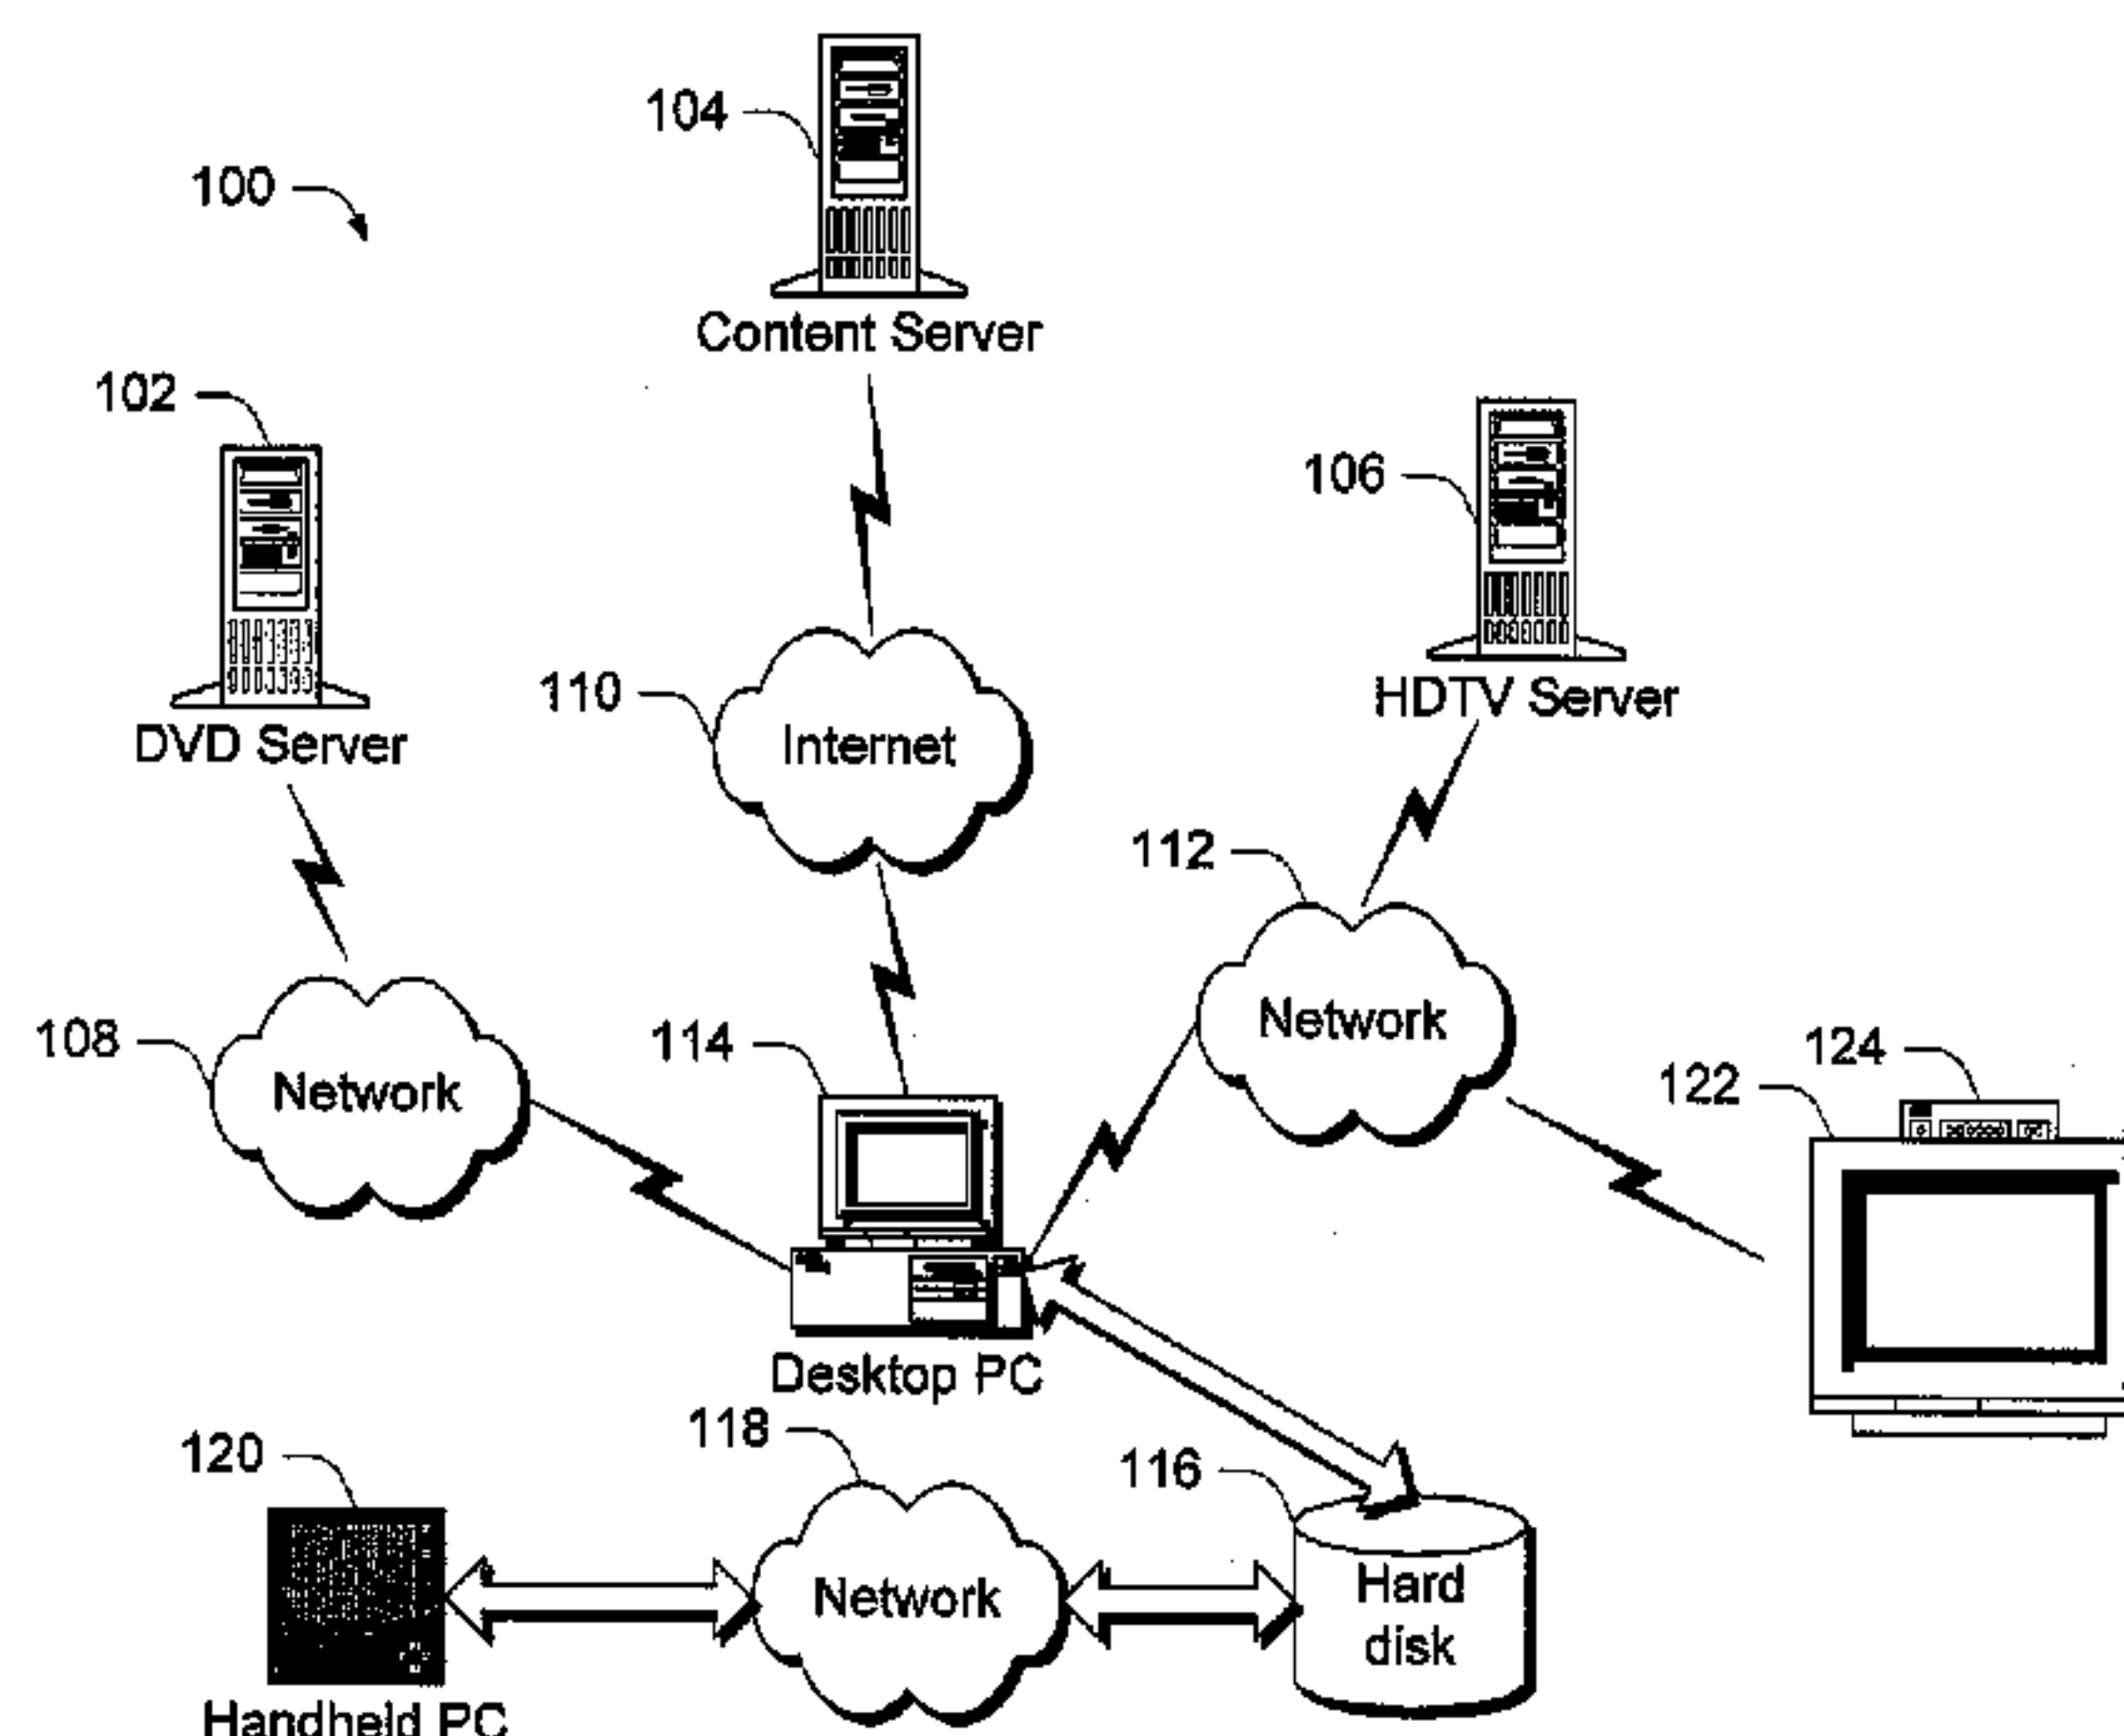 104
100
Content Server
102
106
110
Internet
HDTV Server
DVD Server
112
108
Network
114
Network
124
122
Desktop PC
118
120
116
Network
Hard
disk
Handheld PC